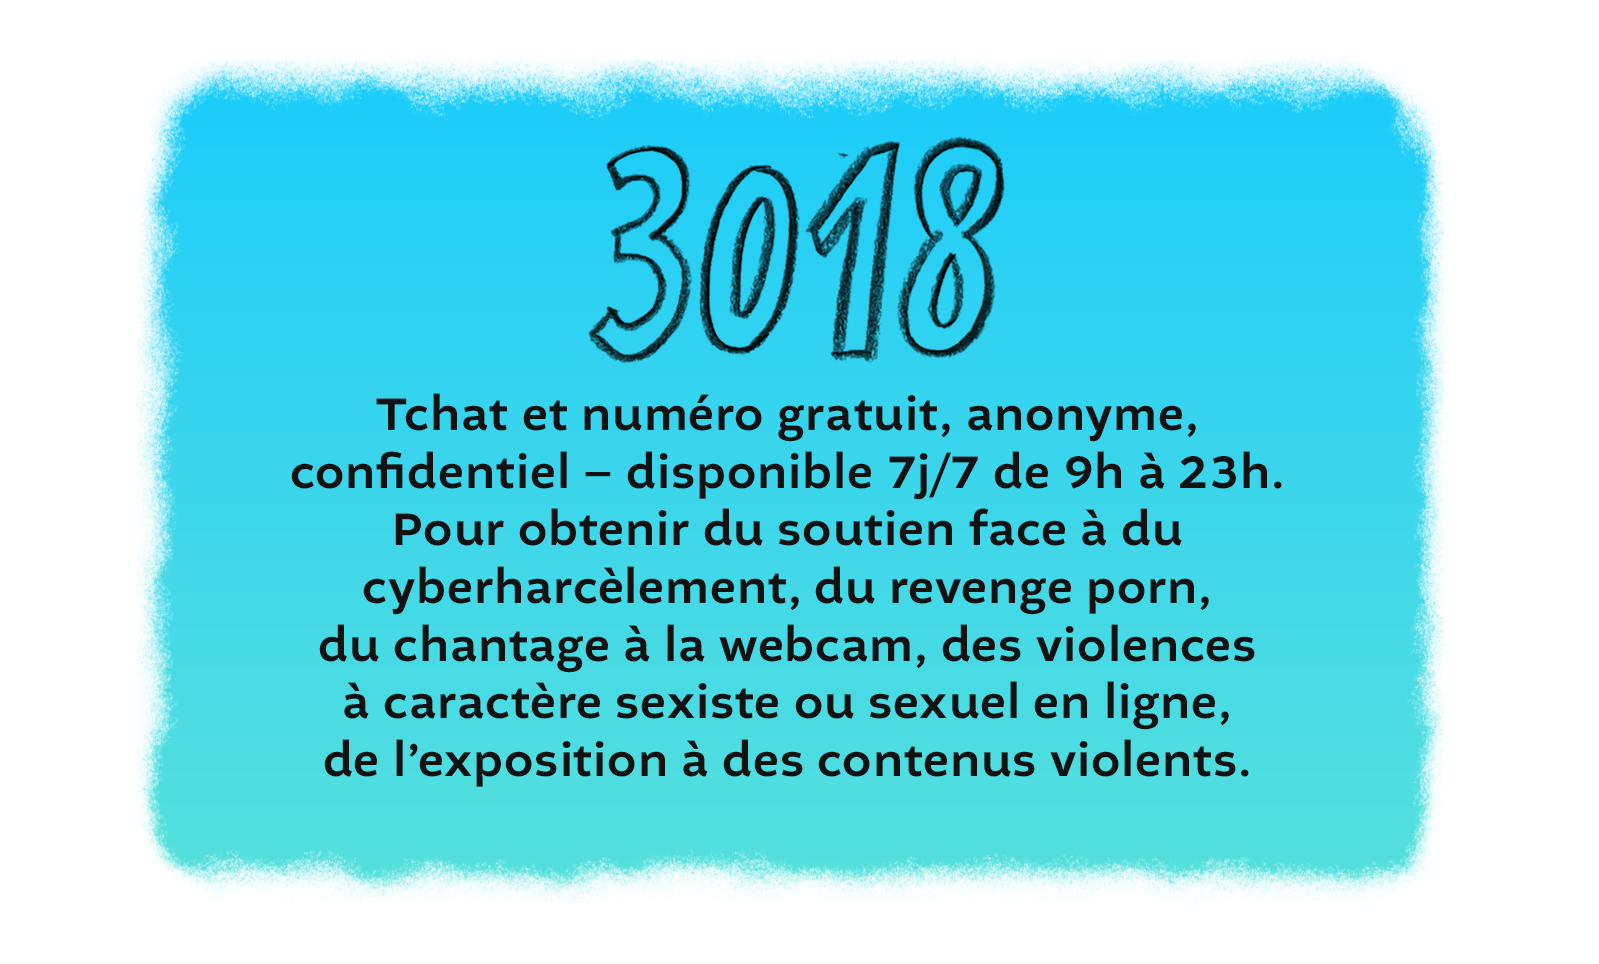 3018
Tchat et numéro gratuit, anonyme,
confidentiel – disponible 7j/7 de 9h à 23h.
Pour obtenir du soutien face à du
cyberharcèlement, du revenge porn,
du chantage à la webcam, des violences
à caractère sexiste ou sexuel en ligne,
de l’exposition à des contenus violents.